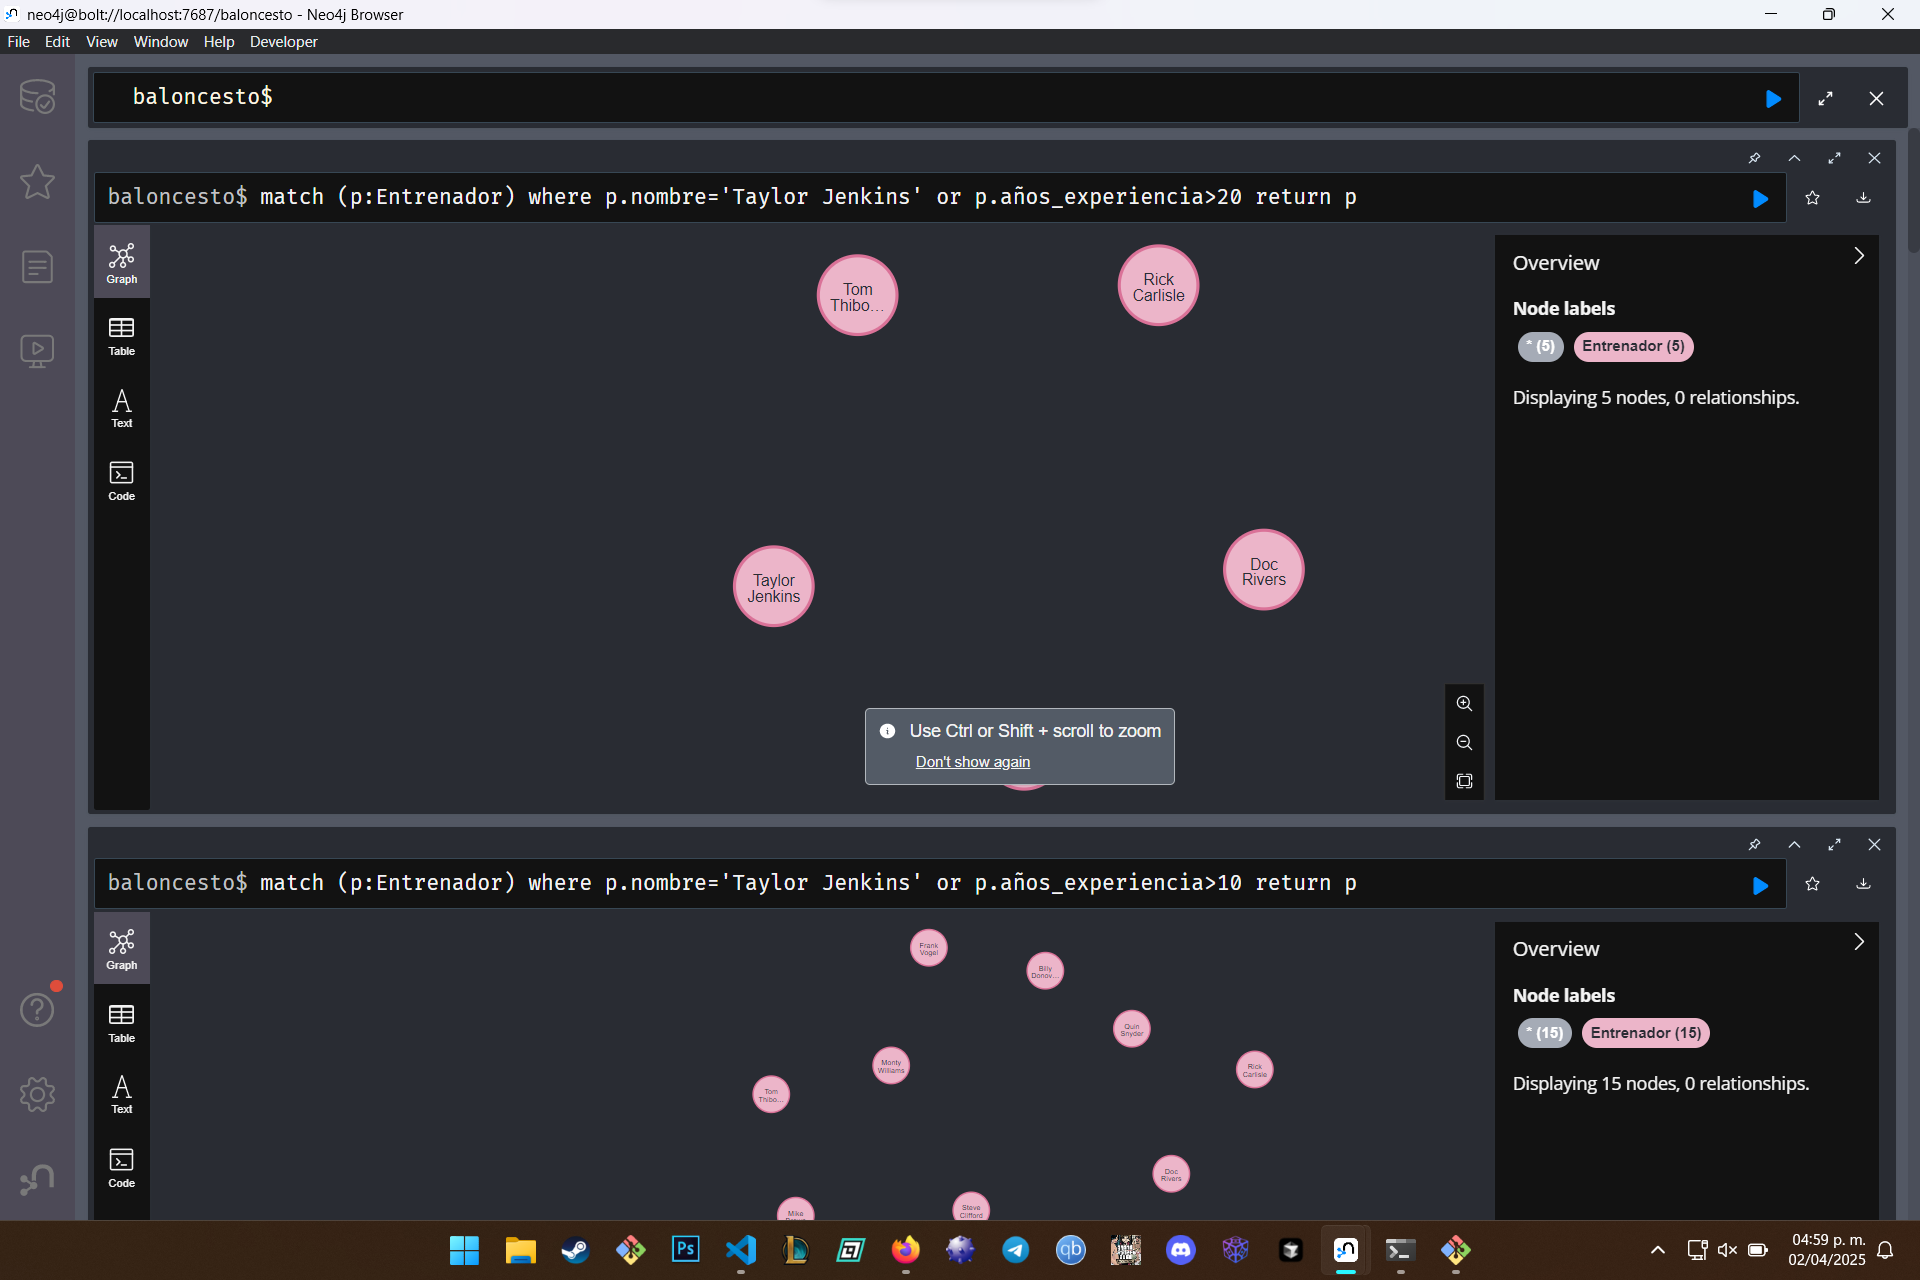 neo4j@bolt://localhost:7687/baloncesto - Neo4j Browser
File Edit View Window Help Developer
baloncesto$
baloncesto$ match (p:Entrenador) where p.nombre='Taylor Jenkins' or p.años_experiencia>20 return p
Graph
Table
Text
Code
Tom
Thibo...
Rick
Carlisle
Taylor
Jenkins
Doc
Rivers
Use Ctrl or Shift + scroll to zoom
Don't show again
Overview
Node labels
* (5) Entrenador (5)
Displaying 5 nodes, 0 relationships.
baloncesto$ match (p:Entrenador) where p.nombre='Taylor Jenkins' or p.años_experiencia>10 return p
Graph
Table
Text
Code
Frank
Vogel
Billy
Donov...
Quin
Snyder
Monty
Williams
Rick
Carlisle
Tom
Thibo...
Doc
Rivers
Mike
Steve
Clifford
Overview
Node labels
* (15) Entrenador (15)
Displaying 15 nodes, 0 relationships.
Ps
qb
04:59 p. m.
02/04/2025